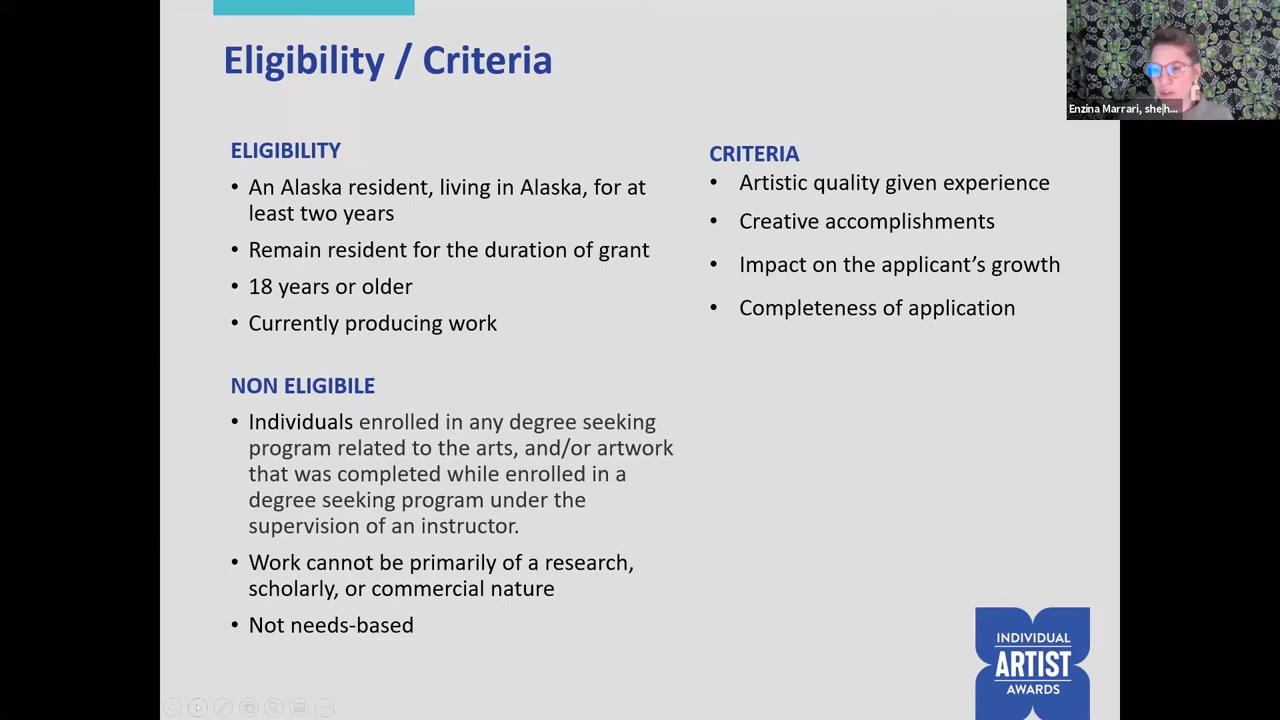 Eligibility / Criteria
ELIGIBILITY
• An Alaska resident, living in Alaska, for at
least two years
• Remain resident for the duration of grant
• 18 years or older
• Currently producing work
NON ELIGIBILE
• Individuals enrolled in any degree seeking
program related to the arts, and/or artwork
that was completed while enrolled in a
degree seeking program under the
supervision of an instructor.
• Work cannot be primarily of a research,
scholarly, or commercial nature
• Not needs-based
CRITERIA
• Artistic quality given experience
• Creative accomplishments
• Impact on the applicant’s growth
• Completeness of application
Enzina Marrari, she|h...
INDIVIDUAL
ARTIST
AWARDS